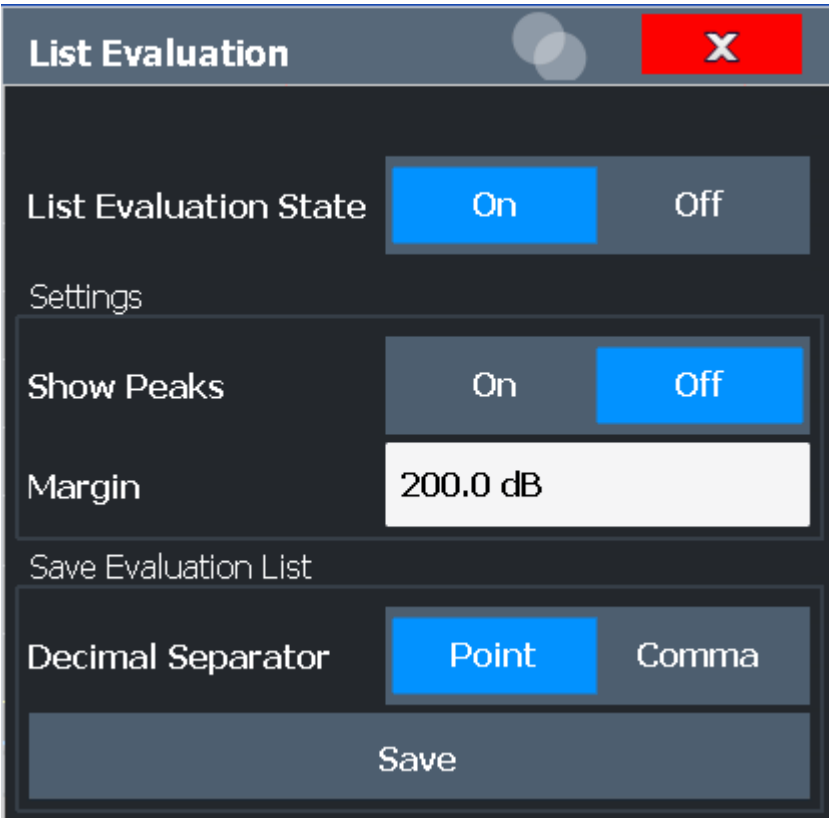 List Evaluation X
List Evaluation State On Off
Settings
Show Peaks On Off
Margin 200.0 dB
Save Evaluation List
Decimal Separator Point Comma
Save